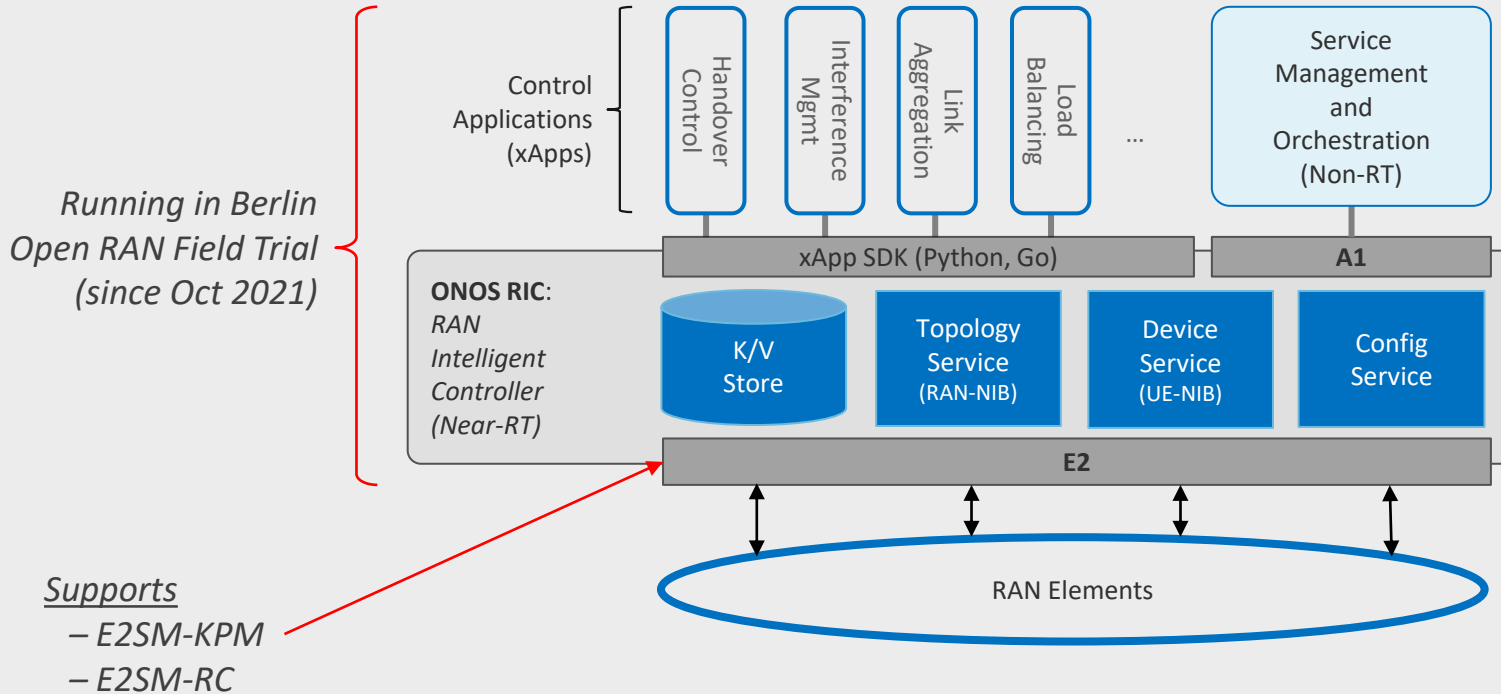 Running in Berlin
Open RAN Field Trial
(since Oct 2021)
Control
Applications
(xApps)
Handover
Control
Interference
Mgmt
Link
Aggregation
Load
Balancing
...
Service
Management
and
Orchestration
(Non-RT)
xApp SDK (Python, Go)
A1
ONOS RIC:
RAN
Intelligent
Controller
(Near-RT)
K/V
Store
Topology
Service
(RAN-NIB)
Device
Service
(UE-NIB)
Config
Service
E2
RAN Elements
Supports
– E2SM-KPM
– E2SM-RC